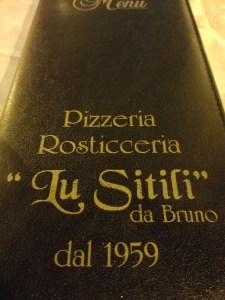 Menu
Pizzeria
Rosticceria
"Lu Sitili"
da Bruno
dal 1959